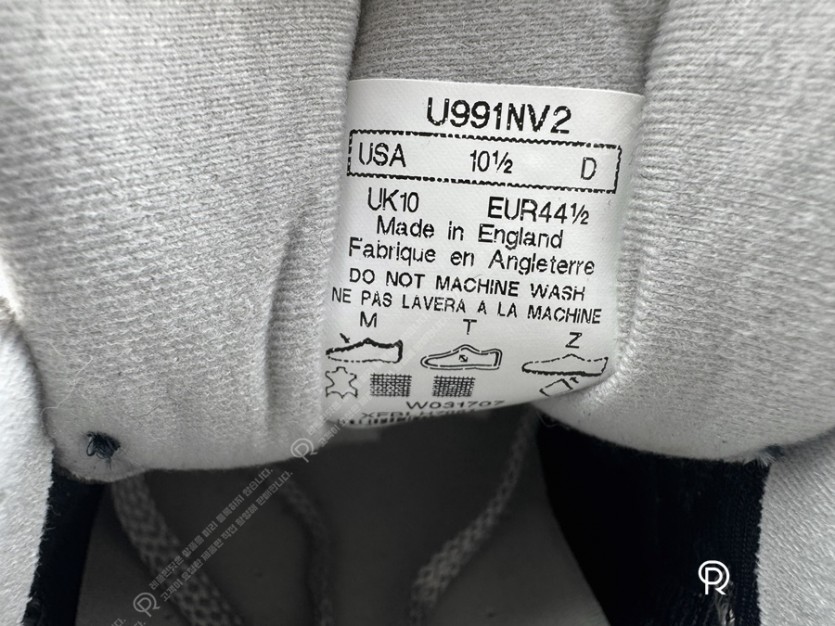 U991NV2
USA 10½ D
UK10 EUR44½
Made in England
Fabrique en Angleterre
DO NOT MACHINE WASH
NE PAS LAVERA A LA MACHINE
M T Z
W031707